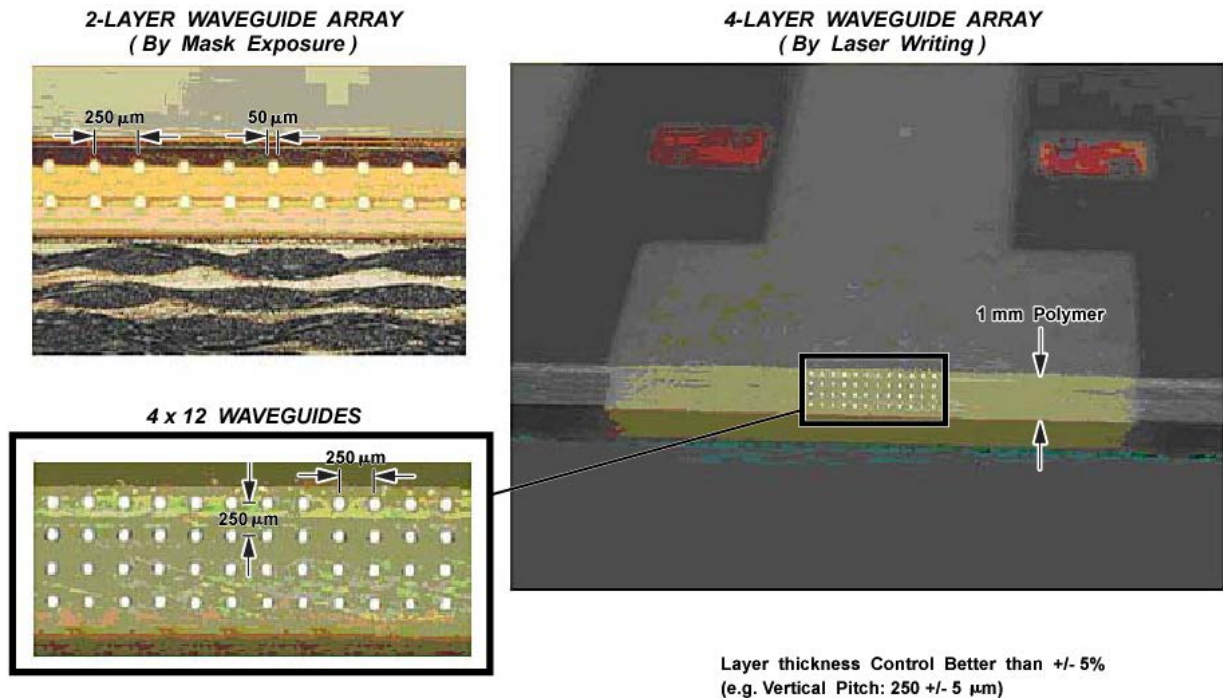 2-LAYER WAVEGUIDE ARRAY
( By Mask Exposure )
250 µm
50 µm
4-LAYER WAVEGUIDE ARRAY
( By Laser Writing )
1 mm Polymer
4 x 12 WAVEGUIDES
250 µm
250 µm
Layer thickness Control Better than +/- 5%
(e.g. Vertical Pitch: 250 +/- 5 µm)